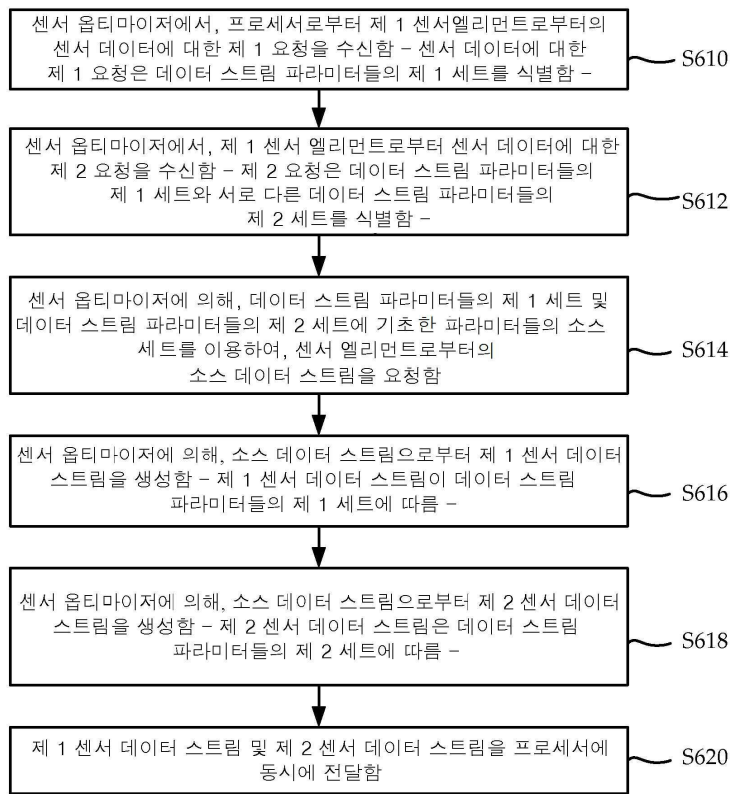 센서 옵티마이저에서, 프로세서로부터 제 1 센서엘리먼트로부터의
센서 데이터에 대한 제 1 요청을 수신함 – 센서 데이터에 대한
제 1 요청은 데이터 스트림 파라미터들의 제 1 세트를 식별함 –
S610
센서 옵티마이저에서, 제 1 센서 엘리먼트로부터 센서 데이터에 대한
제 2 요청을 수신함 – 제 2 요청은 데이터 스트림 파라미터들의
제 1 세트와 서로 다른 데이터 스트림 파라미터들의
제 2 세트를 식별함 –
S612
센서 옵티마이저에 의해, 데이터 스트림 파라미터들의 제 1 세트 및
데이터 스트림 파라미터들의 제 2 세트에 기초한 파라미터들의 소스
세트를 이용하여, 센서 엘리먼트로부터의
소스 데이터 스트림을 요청함
S614
센서 옵티마이저에 의해, 소스 데이터 스트림으로부터 제 1 센서 데이터
스트림을 생성함 – 제 1 센서 데이터 스트림이 데이터 스트림
파라미터들의 제 1 세트에 따름 –
S616
센서 옵티마이저에 의해, 소스 데이터 스트림으로부터 제 2 센서 데이터
스트림을 생성함 – 제 2 센서 데이터 스트림은 데이터 스트림
파라미터들의 제 2 세트에 따름 –
S618
제 1 센서 데이터 스트림 및 제 2 센서 데이터 스트림을 프로세서에
동시에 전달함
S620